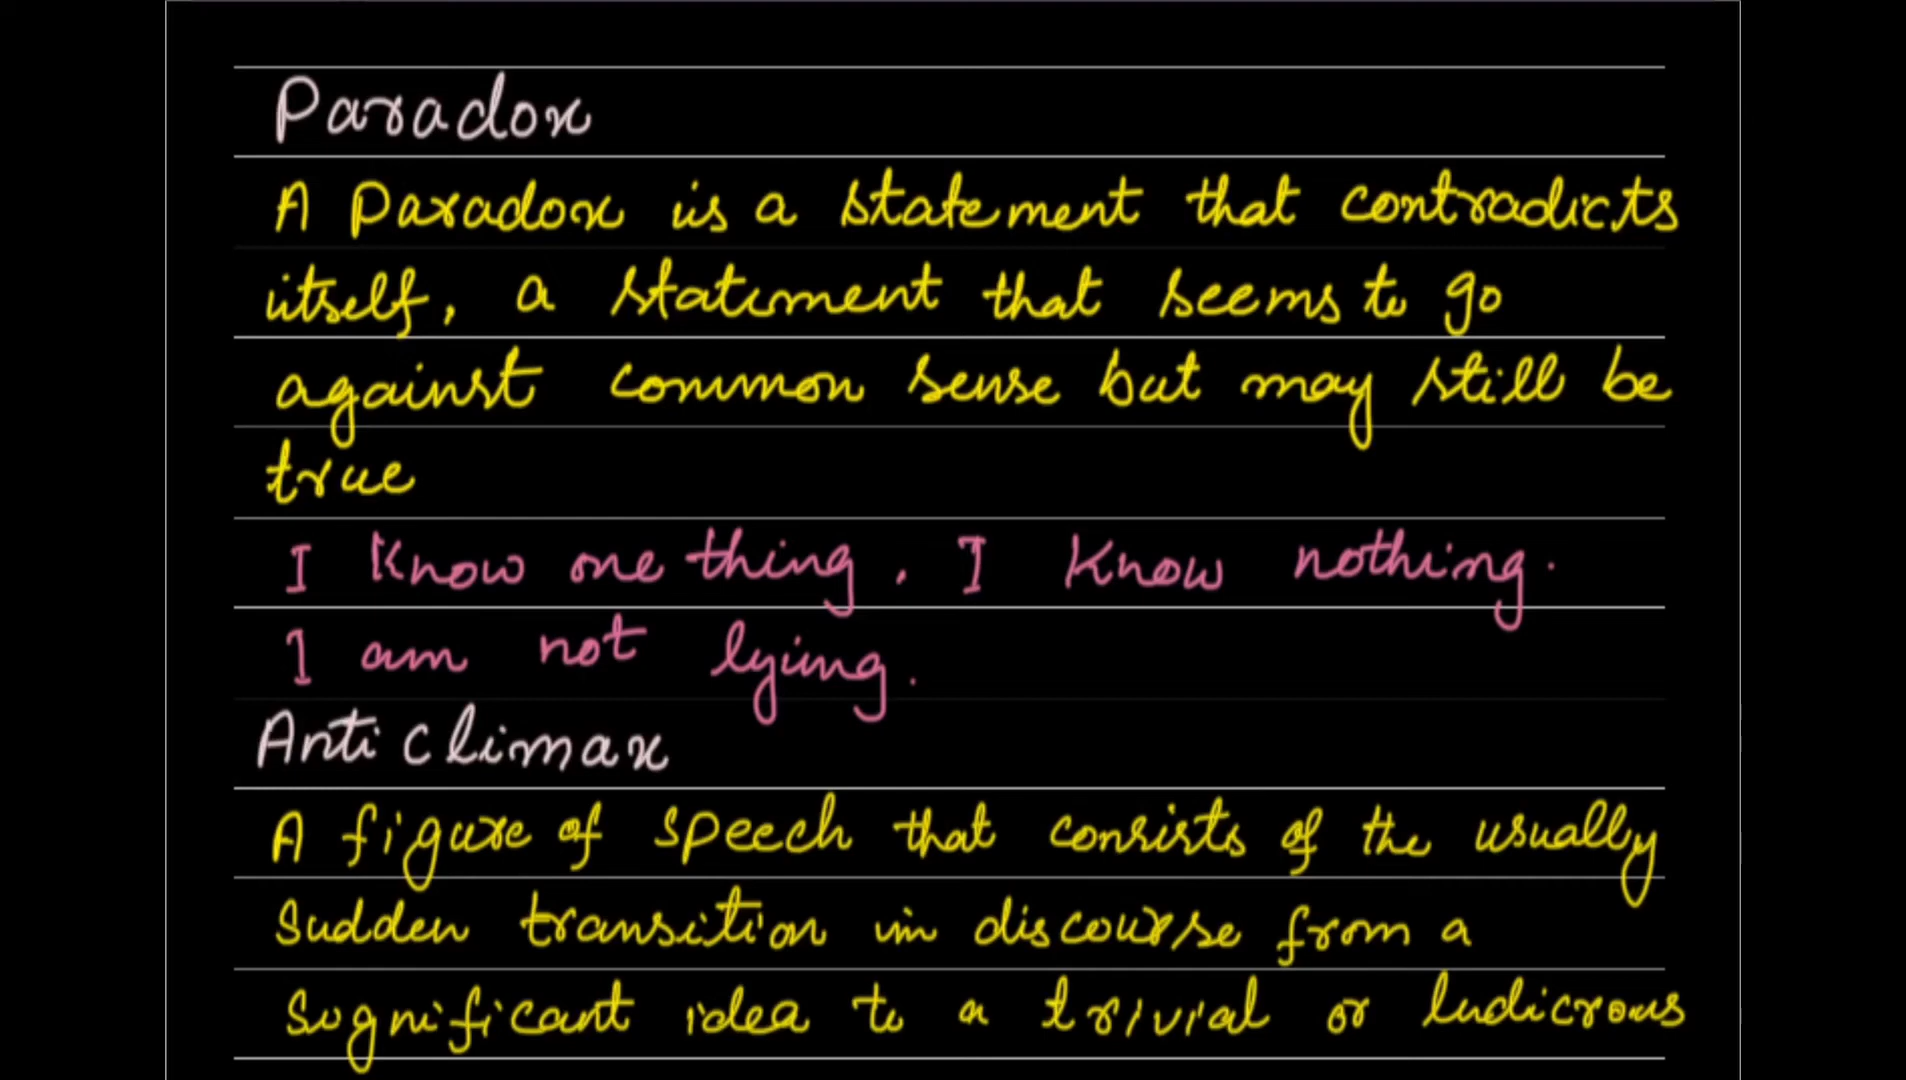 Paradox
A Paradox is a statement that contradicts
itself, a statement that seems to go
against common sense but may still be
true
I Know one thing, I Know nothing.
I am not lying.
Anticlimax
A figure of speech that consists of the usually
sudden transition in discourse from a
significant idea to a trivial or ludicrous